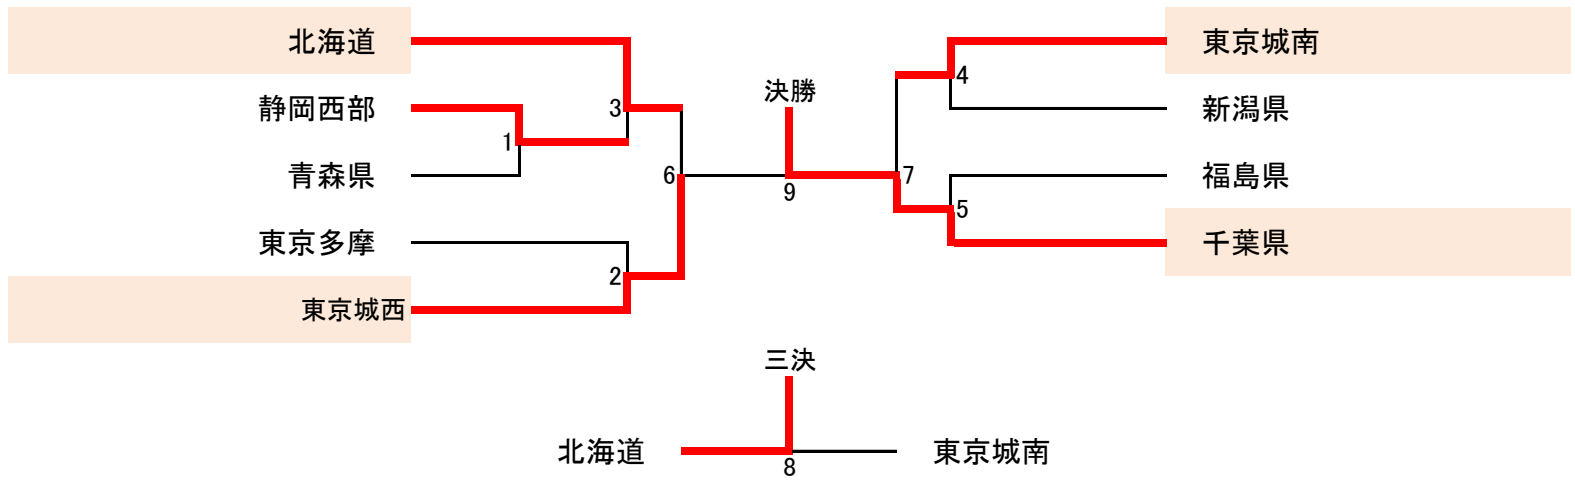 北海道
東京城南
静岡西部
3
決勝
4
新潟県
1
青森県
6
9
7
福島県
東京多摩
2
5
千葉県
東京城西
三決
北海道
8
東京城南